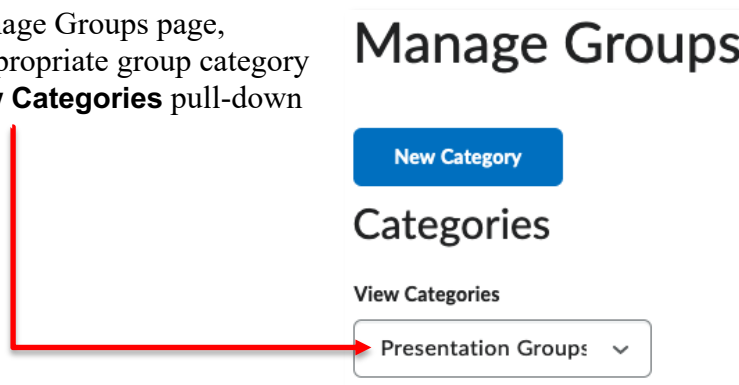 age Groups page,
propriate group category
Categories pull-down
Manage Groups
New Category
Categories
View Categories
Presentation Groups